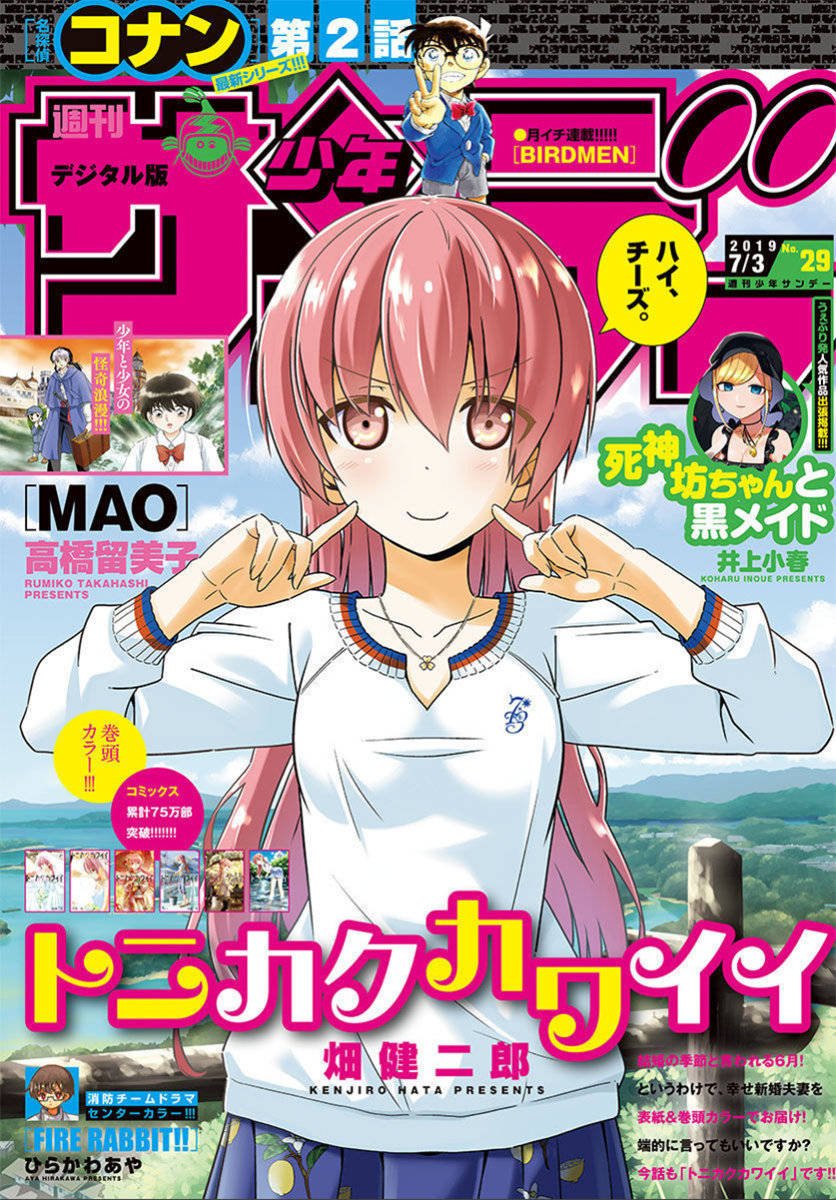 [名探偵
コナン]
第2話
最新シリーズ!!!
週刊
少年
サンデー
デジタル版
●月イチ連載!!!!!
[BIRDMEN]
2019
7/3
No.29
週刊少年サンデー
ハイ、
チーズ。
少年と少女の
怪奇浪漫!!!
[MAO]
高橋留美子
RUMIKO TAKAHASHI
PRESENTS
うぇぶり発人気作品出張掲載!!!
死神坊ちゃんと
黒メイド
井上小春
KOHARU INOUE PRESENTS
巻頭
カラー!!!
コミックス
累計75万部
突破!!!!!!!
トニカクカワイイ
畑健二郎
KENJIRO HATA PRESENTS
消防チームドラマ
センターカラー!!!
[FIRE RABBIT!!]
ひらかわあや
AYA HIRAKAWA PRESENTS
結婚の季節と言われる6月!
というわけで、幸せ新婚夫妻を
表紙&巻頭カラーでお届け!
端的に言ってもいいですか?
今話も「トニカクカワイイ」です!!